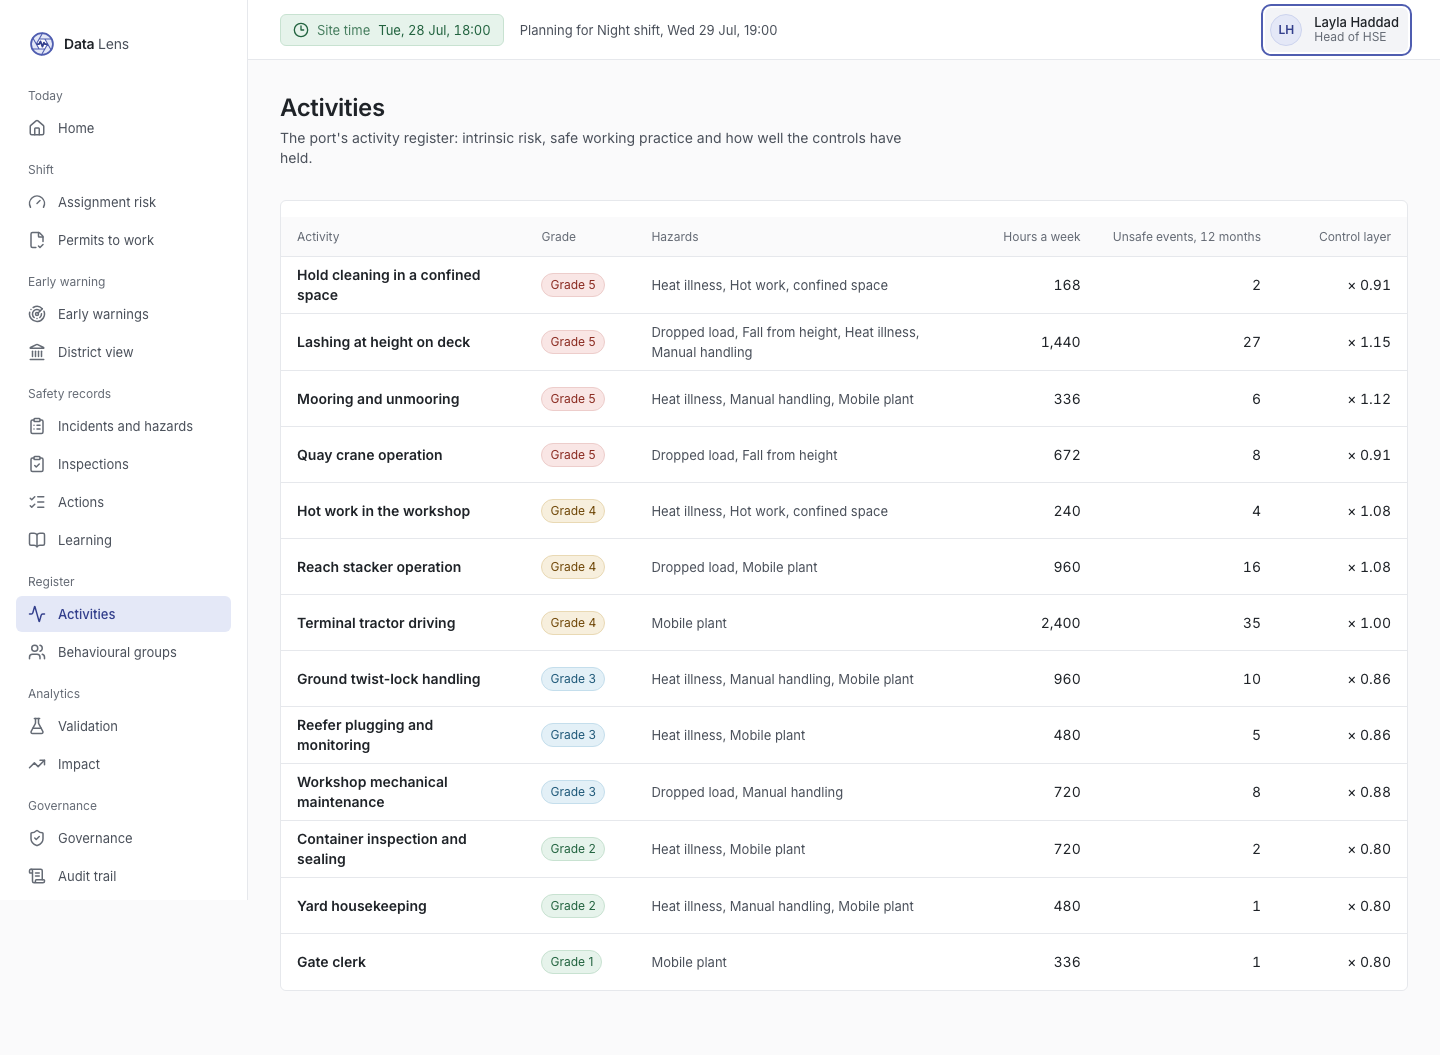 Data Lens
Today
Home
Shift
Assignment risk
Permits to work
Early warning
Early warnings
District view
Safety records
Incidents and hazards
Inspections
Actions
Learning
Register
Activities
Behavioural groups
Analytics
Validation
Impact
Governance
Governance
Audit trail
Site time Tue, 28 Jul, 18:00
Planning for Night shift, Wed 29 Jul, 19:00
LH
Layla Haddad
Head of HSE
Activities
The port's activity register: intrinsic risk, safe working practice and how well the controls have
held.
Activity Grade Hazards Hours a week Unsafe events, 12 months Control layer
Hold cleaning in a confined
space
Grade 5 Heat illness, Hot work, confined space 168 2 × 0.91
Lashing at height on deck Grade 5 Dropped load, Fall from height, Heat illness,
Manual handling
1,440 27 × 1.15
Mooring and unmooring Grade 5 Heat illness, Manual handling, Mobile plant 336 6 × 1.12
Quay crane operation Grade 5 Dropped load, Fall from height 672 8 × 0.91
Hot work in the workshop Grade 4 Heat illness, Hot work, confined space 240 4 × 1.08
Reach stacker operation Grade 4 Dropped load, Mobile plant 960 16 × 1.08
Terminal tractor driving Grade 4 Mobile plant 2,400 35 × 1.00
Ground twist-lock handling Grade 3 Heat illness, Manual handling, Mobile plant 960 10 × 0.86
Reefer plugging and
monitoring
Grade 3 Heat illness, Mobile plant 480 5 × 0.86
Workshop mechanical
maintenance
Grade 3 Dropped load, Manual handling 720 8 × 0.88
Container inspection and
sealing
Grade 2 Heat illness, Mobile plant 720 2 × 0.80
Yard housekeeping Grade 2 Heat illness, Manual handling, Mobile plant 480 1 × 0.80
Gate clerk Grade 1 Mobile plant 336 1 × 0.80